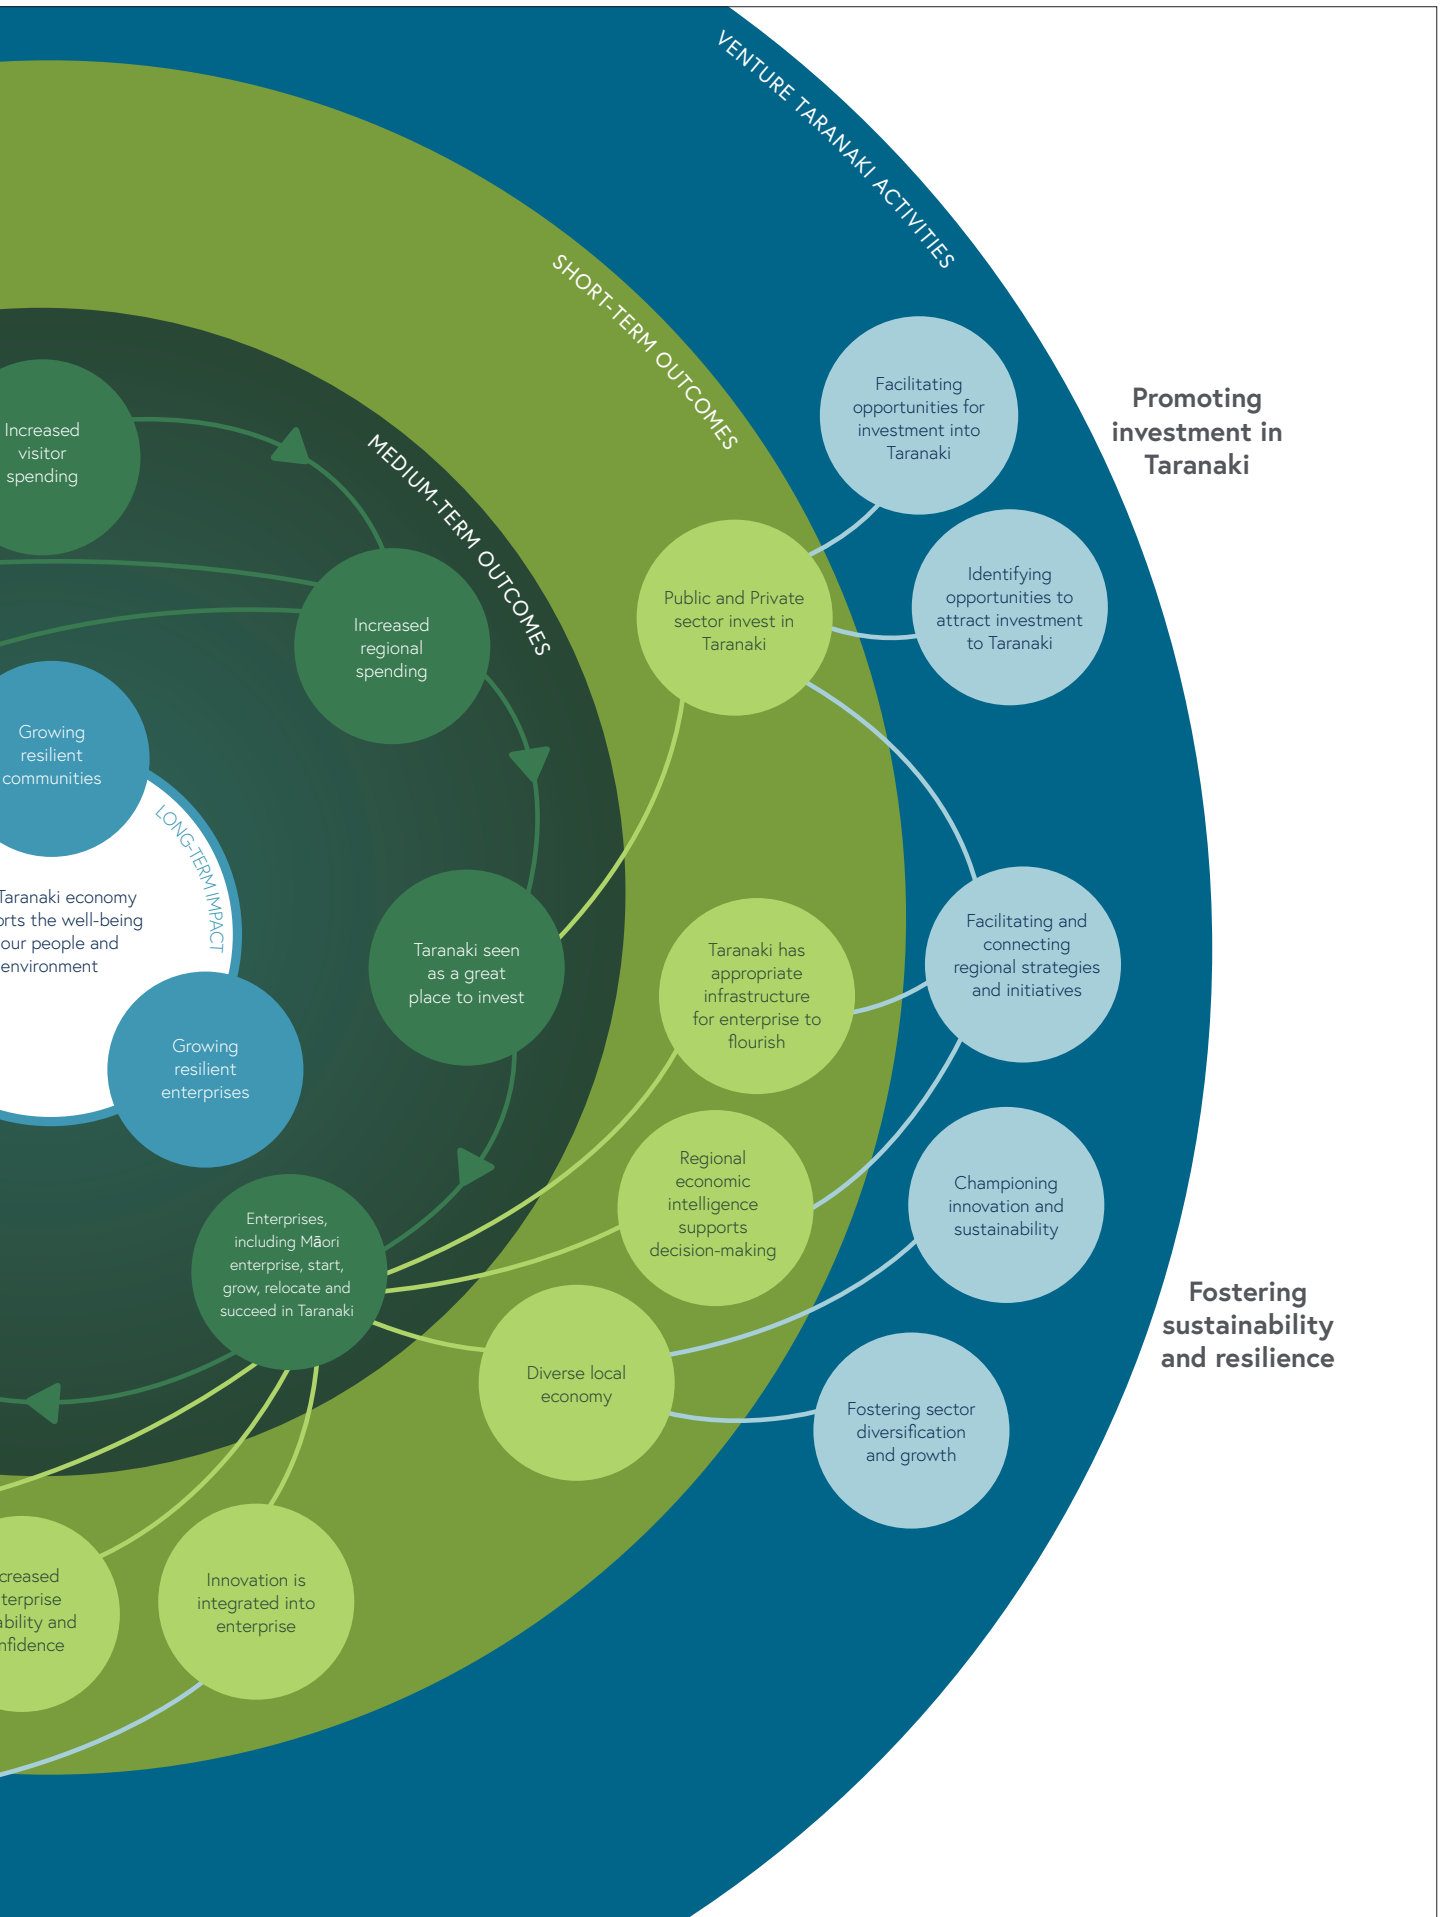 VENTURE TARANAKI ACTIVITIES
SHORT-TERM OUTCOMES
MEDIUM-TERM OUTCOMES
LONG-TERM IMPACT
Facilitating
opportunities for
investment into
Taranaki
Promoting
investment in
Taranaki
Increased
visitor
spending
Identifying
opportunities to
attract investment
to Taranaki
Public and Private
sector invest in
Taranaki
Increased
regional
spending
Growing
resilient
communities
Taranaki economy
the well-being
our people and
environment
Taranaki seen
as a great
place to invest
Taranaki has
appropriate
infrastructure
for enterprise to
flourish
Facilitating and
connecting
regional strategies
and initiatives
Growing
resilient
enterprises
Regional
economic
intelligence
supports
decision-making
Championing
innovation and
sustainability
Enterprises,
including Māori
enterprise, start,
grow, relocate and
succeed in Taranaki
Fostering
sustainability
and resilience
Diverse local
economy
Fostering sector
diversification
and growth
Innovation is
integrated into
enterprise
creased
terprise
ability and
nfidence